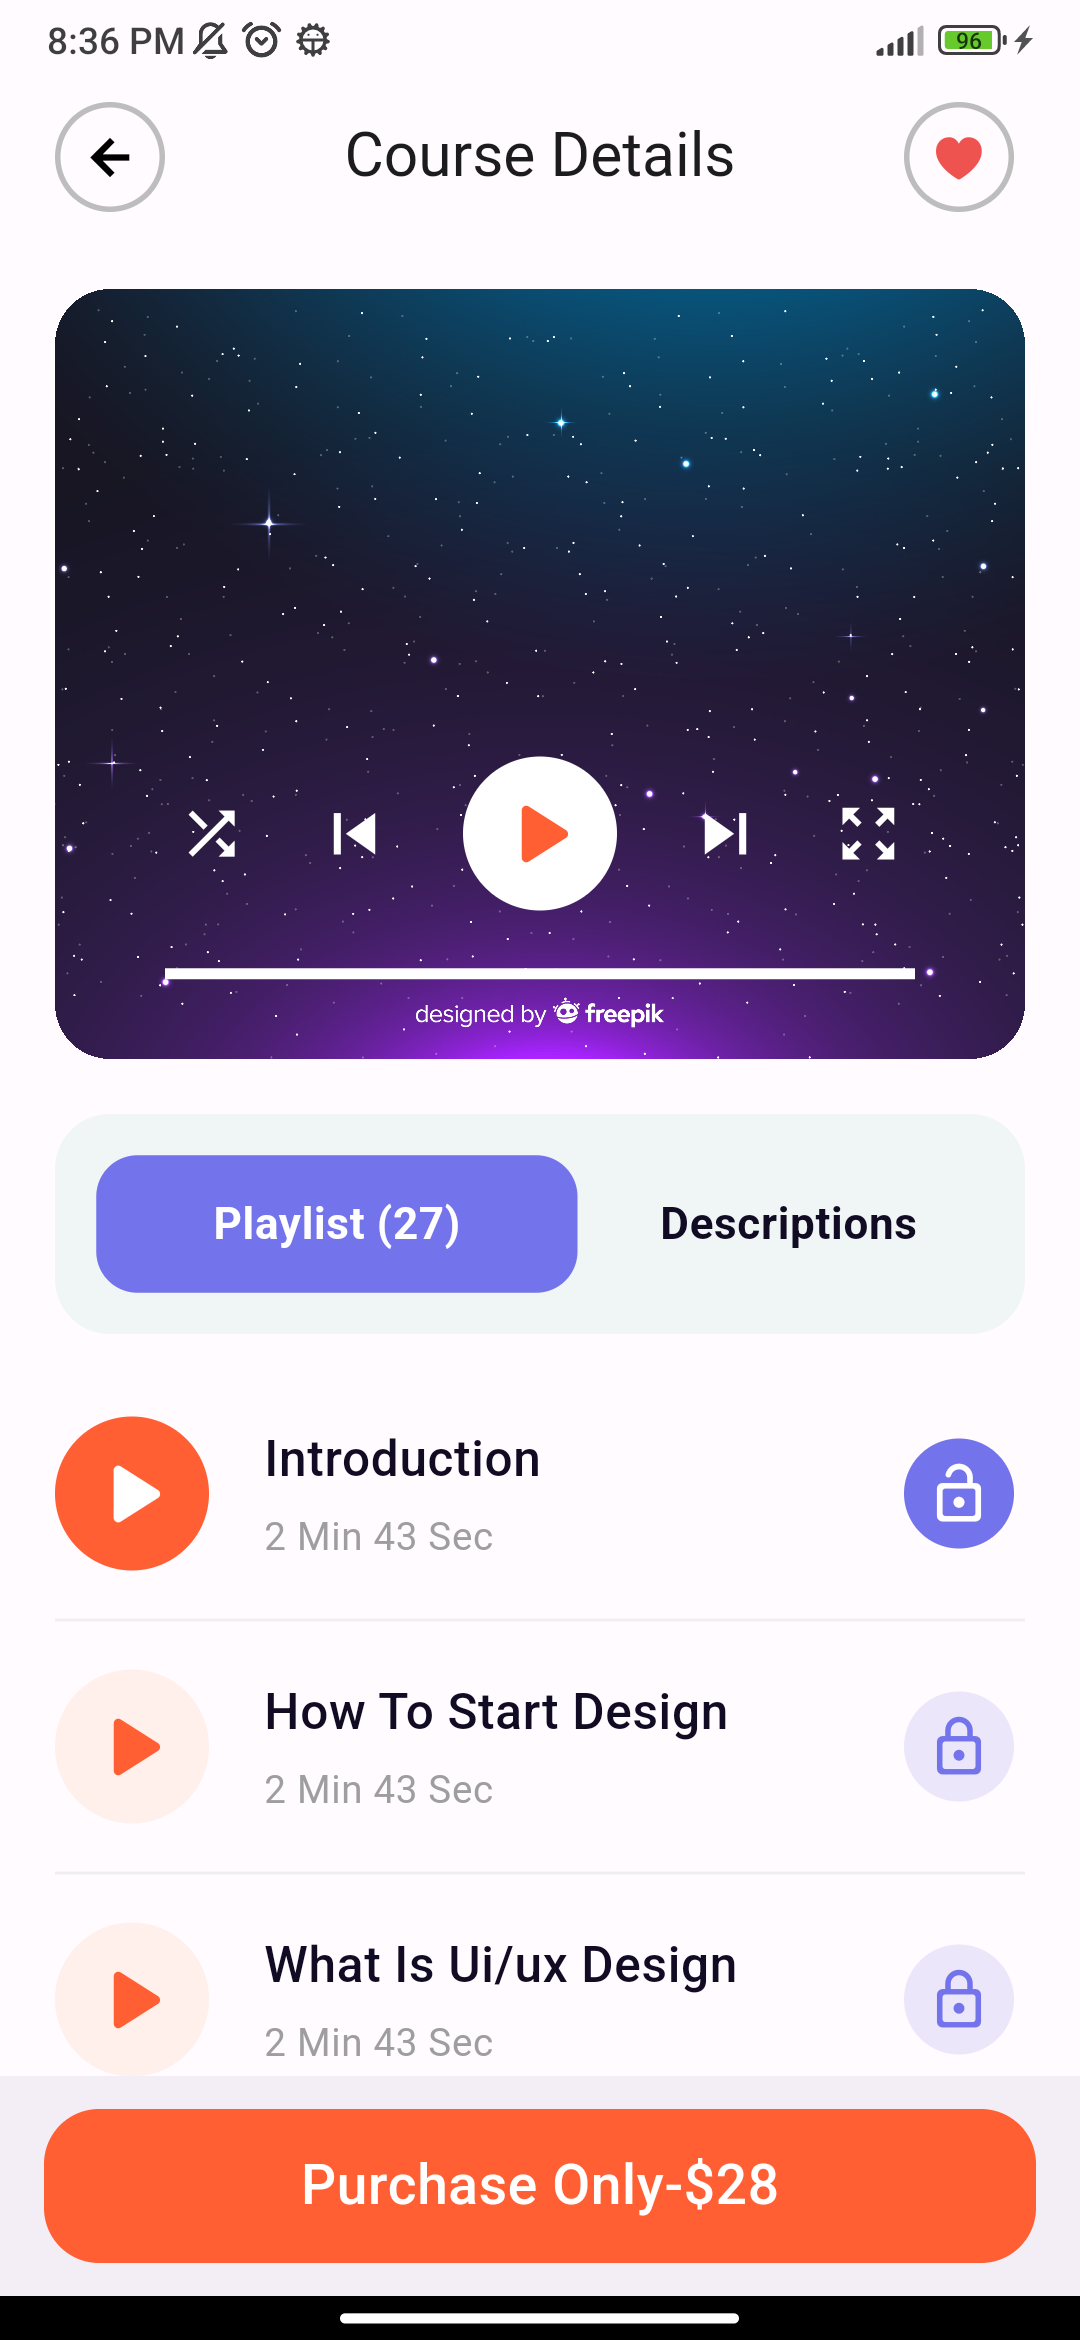 8:36 PM
96
Course Details
designed by freepik
Playlist (27)
Descriptions
Introduction
2 Min 43 Sec
How To Start Design
2 Min 43 Sec
What Is Ui/ux Design
2 Min 43 Sec
Purchase Only-$28